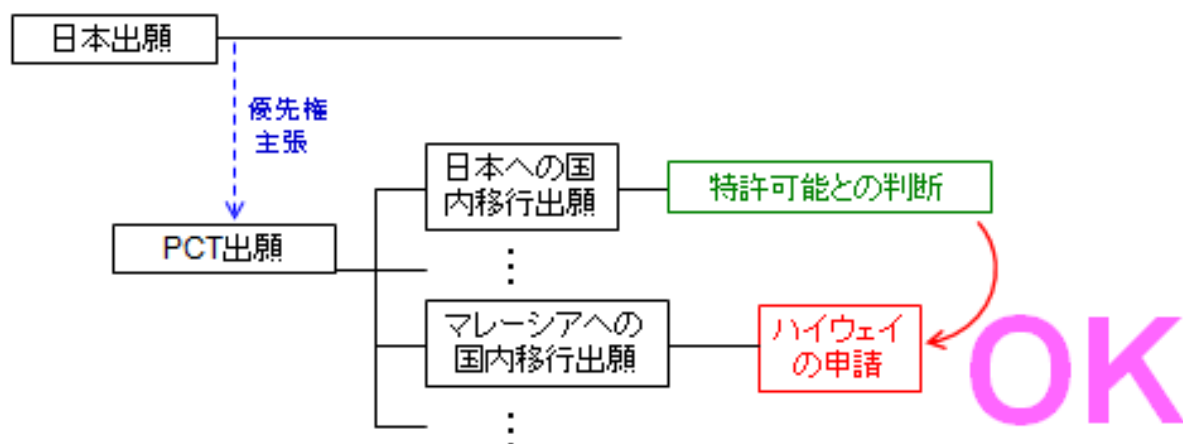 日本出願
優先権
主張
日本への国
内移行出願
特許可能との判断
PCT出願
⋮
マレーシアへの
国内移行出願
ハイウェイ
の申請
OK
⋮